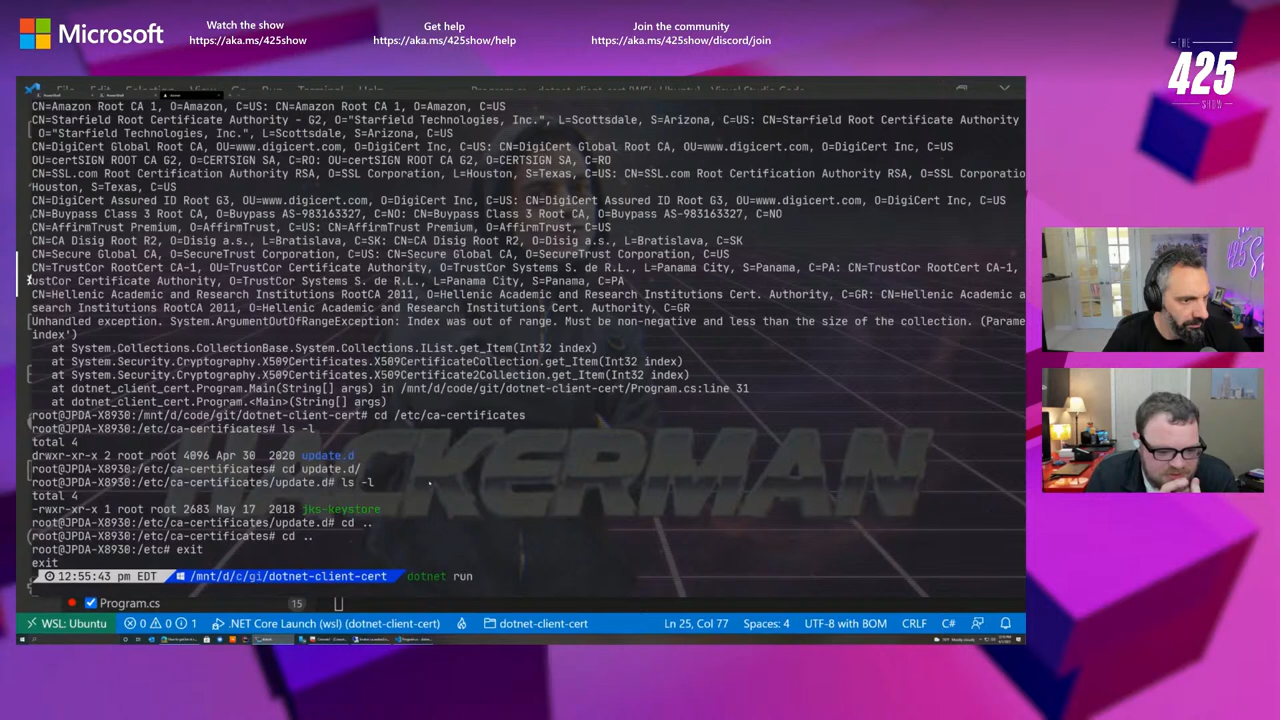 Microsoft
Watch the show
https://aka.ms/425show
Get help
https://aka.ms/425show/help
Join the community
https://aka.ms/425show/discord/join
THE
425
SHOW
CN=Amazon Root CA 1, O=Amazon, C=US: CN=Amazon Root CA 1, O=Amazon, C=US
CN=Starfield Root Certificate Authority - G2, O="Starfield Technologies, Inc.", L=Scottsdale, S=Arizona, C=US: CN=Starfield Root Certificate Authority
O="Starfield Technologies, Inc.", L=Scottsdale, S=Arizona, C=US
CN=DigiCert Global Root CA, OU=www.digicert.com, O=DigiCert Inc, C=US: CN=DigiCert Global Root CA, OU=www.digicert.com, O=DigiCert Inc, C=US
OU=certSIGN ROOT CA G2, O=CERTSIGN SA, C=RO: OU=certSIGN ROOT CA G2, O=CERTSIGN SA, C=RO
CN=SSL.com Root Certification Authority RSA, O=SSL Corporation, L=Houston, S=Texas, C=US: CN=SSL.com Root Certification Authority RSA, O=SSL Corporatio
Houston, S=Texas, C=US
CN=DigiCert Assured ID Root G3, OU=www.digicert.com, O=DigiCert Inc, C=US: CN=DigiCert Assured ID Root G3, OU=www.digicert.com, O=DigiCert Inc, C=US
CN=Buypass Class 3 Root CA, O=Buypass AS-983163327, C=NO: CN=Buypass Class 3 Root CA, O=Buypass AS-983163327, C=NO
CN=AffirmTrust Premium, O=AffirmTrust, C=US: CN=AffirmTrust Premium, O=AffirmTrust, C=US
CN=CA Disig Root R2, O=Disig a.s., L=Bratislava, C=SK: CN=CA Disig Root R2, O=Disig a.s., L=Bratislava, C=SK
CN=Secure Global CA, O=SecureTrust Corporation, C=US: CN=Secure Global CA, O=SecureTrust Corporation, C=US
CN=TrustCor RootCert CA-1, OU=TrustCor Certificate Authority, O=TrustCor Systems S. de R.L., L=Panama City, S=Panama, C=PA: CN=TrustCor RootCert CA-1,
ustCor Certificate Authority, O=TrustCor Systems S. de R.L., L=Panama City, S=Panama, C=PA
CN=Hellenic Academic and Research Institutions RootCA 2011, O=Hellenic Academic and Research Institutions Cert. Authority, C=GR: CN=Hellenic Academic a
search Institutions RootCA 2011, O=Hellenic Academic and Research Institutions Cert. Authority, C=GR
Unhandled exception. System.ArgumentOutOfRangeException: Index was out of range. Must be non-negative and less than the size of the collection. (Parame
index')
at System.Collections.CollectionBase.System.Collections.IList.get_Item(Int32 index)
at System.Security.Cryptography.X509Certificates.X509CertificateCollection.get_Item(Int32 index)
at System.Security.Cryptography.X509Certificates.X509Certificate2Collection.get_Item(Int32 index)
at dotnet_client_cert.Program.Main(String[] args) in /mnt/d/code/git/dotnet-client-cert/Program.cs:line 31
at dotnet_client_cert.Program.<Main>(String[] args)
root@JPDA-X8930:/mnt/d/code/git/dotnet-client-cert# cd /etc/ca-certificates
root@JPDA-X8930:/etc/ca-certificates# ls -l
total 4
drwxr-xr-x 2 root root 4096 Apr 30 2020 update.d
root@JPDA-X8930:/etc/ca-certificates# cd update.d/
root@JPDA-X8930:/etc/ca-certificates/update.d# ls -l
total 4
-rwxr-xr-x 1 root root 2683 May 17 2018 jks-keystore
root@JPDA-X8930:/etc/ca-certificates/update.d# cd ..
root@JPDA-X8930:/etc/ca-certificates# cd ..
root@JPDA-X8930:/etc# exit
exit
12:55:43 pm EDT /mnt/d/c/gi/dotnet-client-cert dotnet run
HACKERMAN
Program.cs 15
WSL: Ubuntu 0 0 1 .NET Core Launch (wsl) (dotnet-client-cert) dotnet-client-cert Ln 25, Col 77 Spaces: 4 UTF-8 with BOM CRLF C#